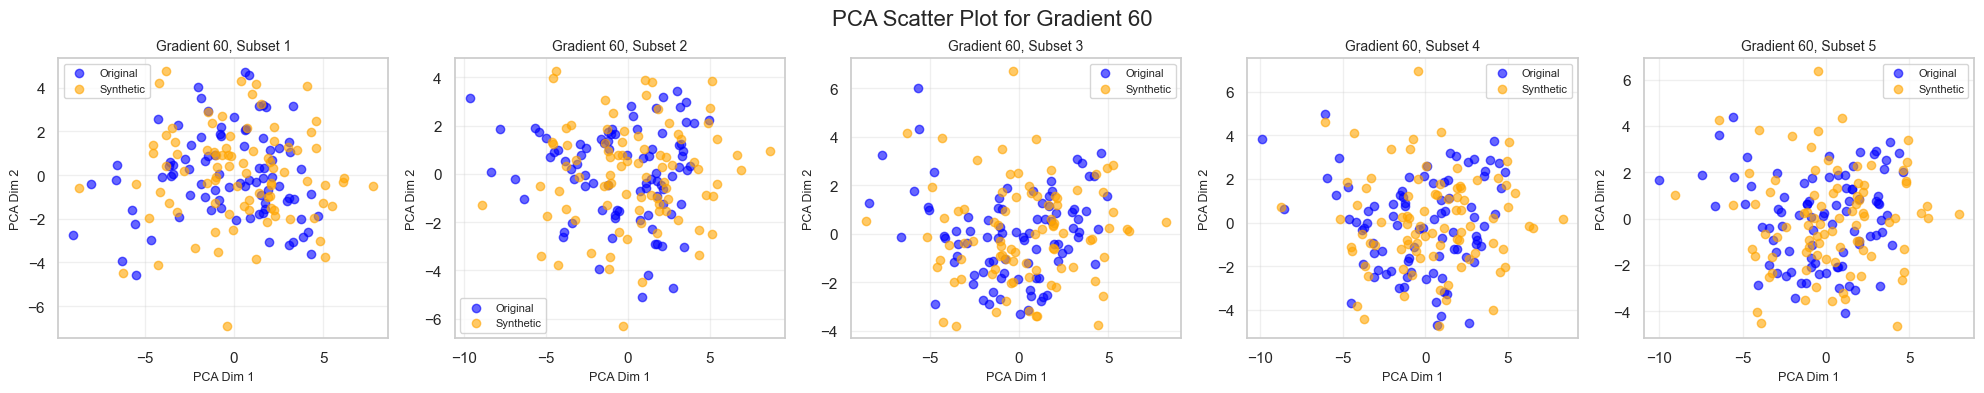 PCA Scatter Plot for Gradient 60
Gradient 60, Subset 1
Original
Synthetic
4
2
0
−2
−4
−6
PCA Dim 2
−5
0
5
PCA Dim 1
Gradient 60, Subset 2
Original
Synthetic
4
2
0
−2
−4
−6
PCA Dim 2
−10
−5
0
5
PCA Dim 1
Gradient 60, Subset 3
Original
Synthetic
6
4
2
0
−2
−4
PCA Dim 2
−5
0
5
PCA Dim 1
Gradient 60, Subset 4
Original
Synthetic
6
4
2
0
−2
−4
PCA Dim 2
−10
−5
0
5
PCA Dim 1
Gradient 60, Subset 5
Original
Synthetic
6
4
2
0
−2
−4
PCA Dim 2
−10
−5
0
5
PCA Dim 1